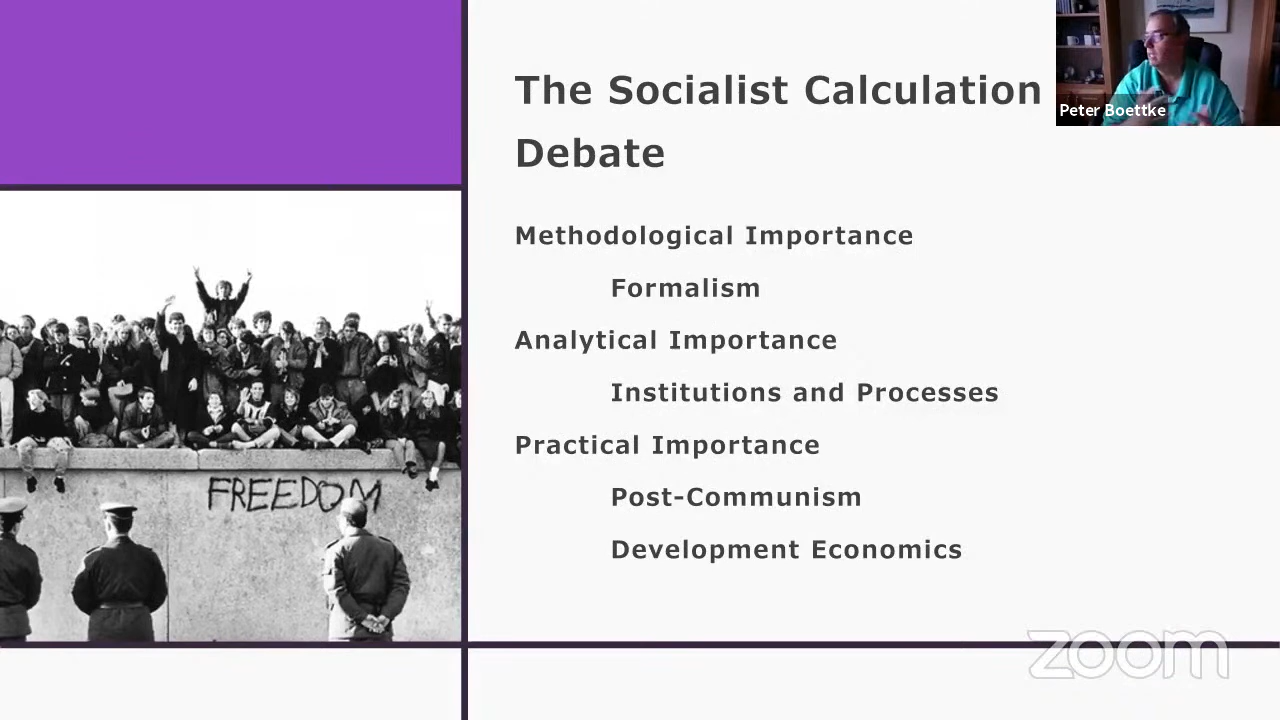 The Socialist Calculation
Debate
Peter Boettke
Methodological Importance
Formalism
Analytical Importance
Institutions and Processes
Practical Importance
Post-Communism
Development Economics
FREEDOM
zoom